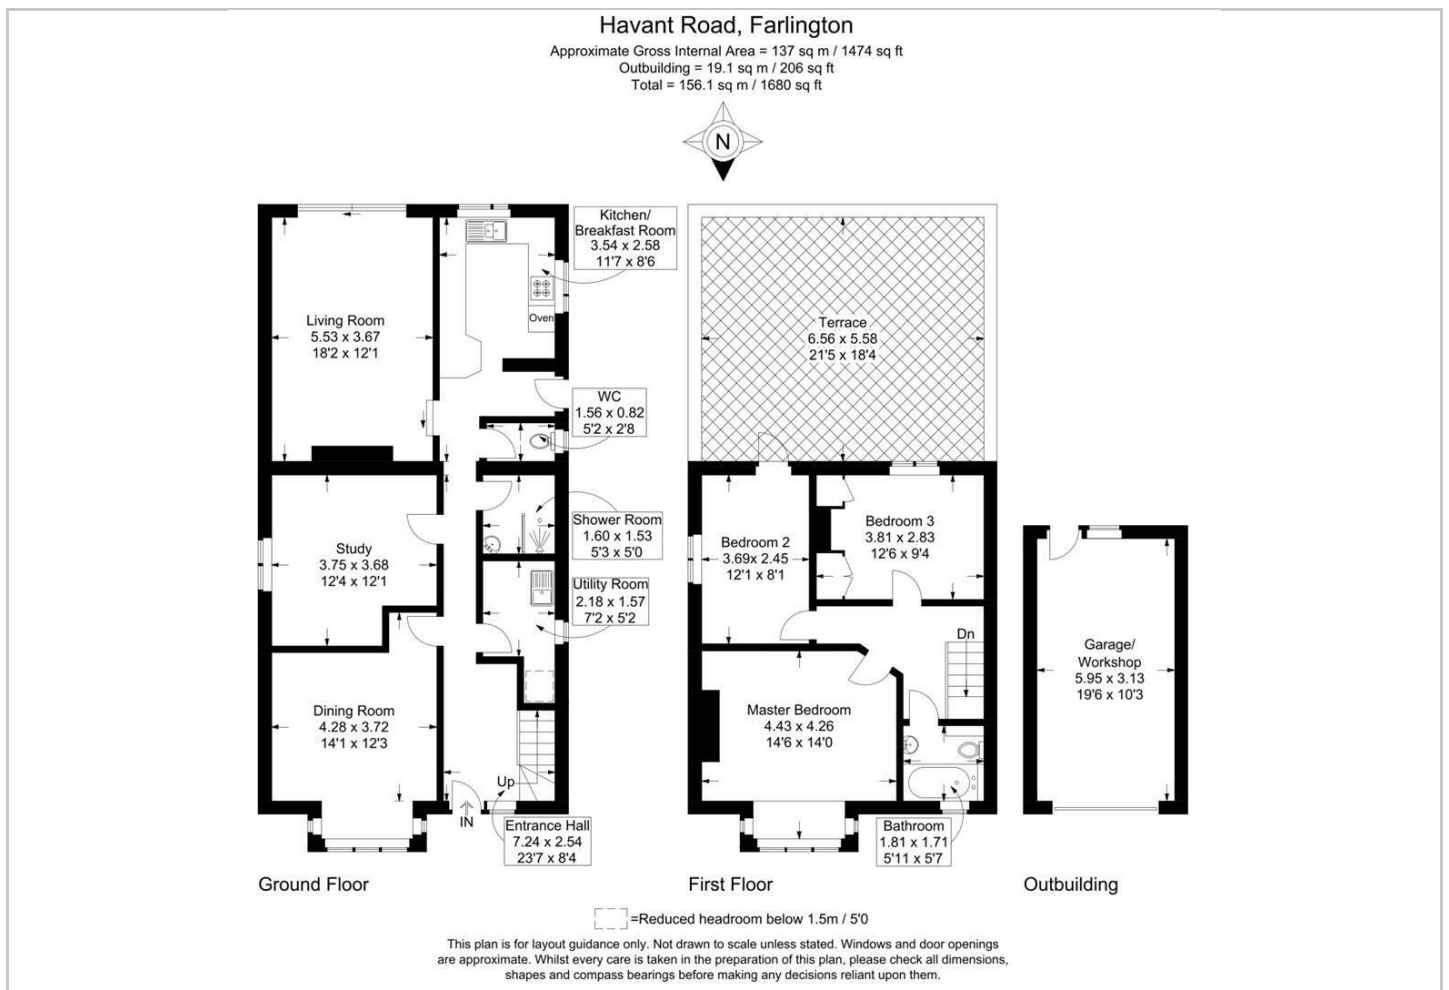 Havant Road, Farlington
Approximate Gross Internal Area = 137 sq m / 1474 sq ft
Outbuilding = 19.1 sq m / 206 sq ft
Total = 156.1 sq m / 1680 sq ft
N
Kitchen/
Breakfast Room
3.54 x 2.58
11'7 x 8'6
Oven
Living Room
5.53 x 3.67
18'2 x 12'1
WC
1.56 x 0.82
5'2 x 2'8
Shower Room
1.60 x 1.53
5'3 x 5'0
Study
3.75 x 3.68
12'4 x 12'1
Utility Room
2.18 x 1.57
7'2 x 5'2
Dining Room
4.28 x 3.72
14'1 x 12'3
Up
IN
Entrance Hall
7.24 x 2.54
23'7 x 8'4
Ground Floor
Terrace
6.56 x 5.58
21'5 x 18'4
Bedroom 2
3.69x 2.45
12'1 x 8'1
Bedroom 3
3.81 x 2.83
12'6 x 9'4
Dn
Master Bedroom
4.43 x 4.26
14'6 x 14'0
Bathroom
1.81 x 1.71
5'11 x 5'7
First Floor
Garage/
Workshop
5.95 x 3.13
19'6 x 10'3
Outbuilding
=Reduced headroom below 1.5m / 5'0
This plan is for layout guidance only. Not drawn to scale unless stated. Windows and door openings
are approximate. Whilst every care is taken in the preparation of this plan, please check all dimensions,
shapes and compass bearings before making any decisions reliant upon them.